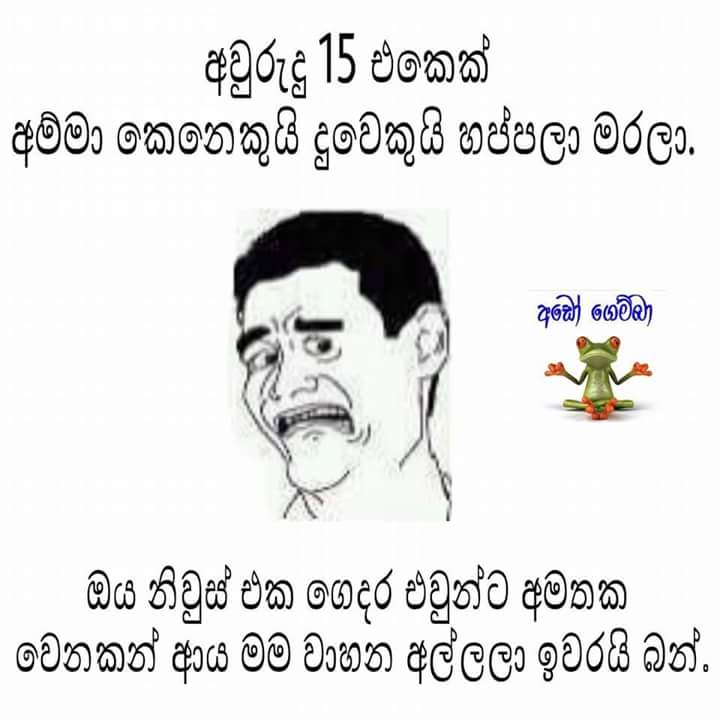 අවුරුදු 15 එකෙක්
අම්මා කෙනෙකුයි දුවෙකුයි හප්පලා මරලා.
අඩෝ ගෙම්බා
ඔය නිවුස් එක ගෙදර එවුන්ට අමතක
වෙනකන් ආය මම වාහන අල්ලලා ඉවරයි බන්.